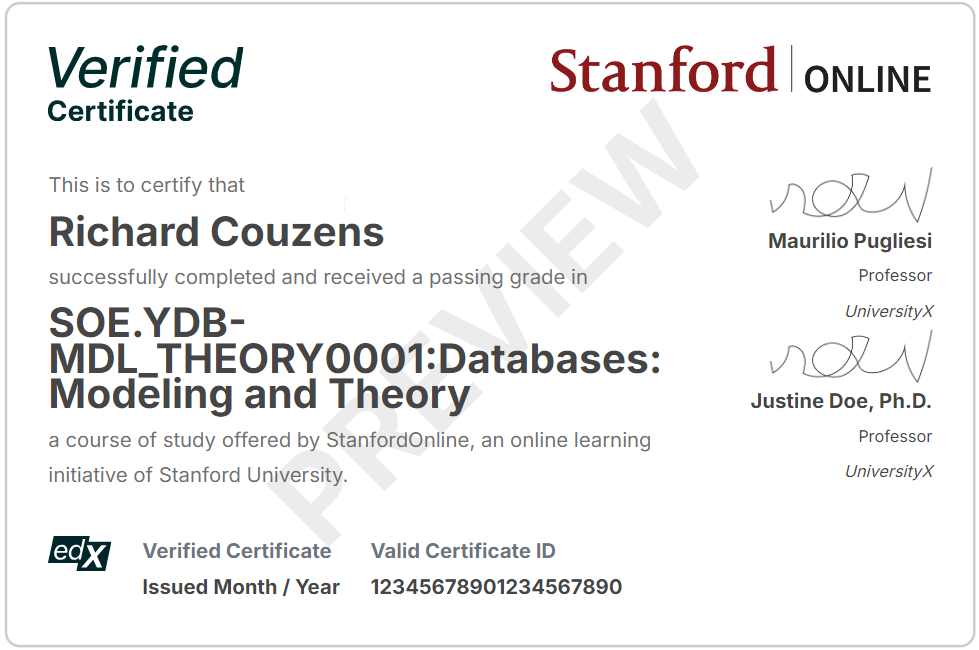 Verified
Certificate
Stanford | ONLINE
This is to certify that
Richard Couzens
successfully completed and received a passing grade in
SOE.YDB-
MDL_THEORY0001:Databases:
Modeling and Theory
a course of study offered by StanfordOnline, an online learning
initiative of Stanford University.
Maurilio Pugliesi
Professor
UniversityX
Justine Doe, Ph.D.
Professor
UniversityX
PREVIEW
edX
Verified Certificate
Issued Month / Year
Valid Certificate ID
12345678901234567890